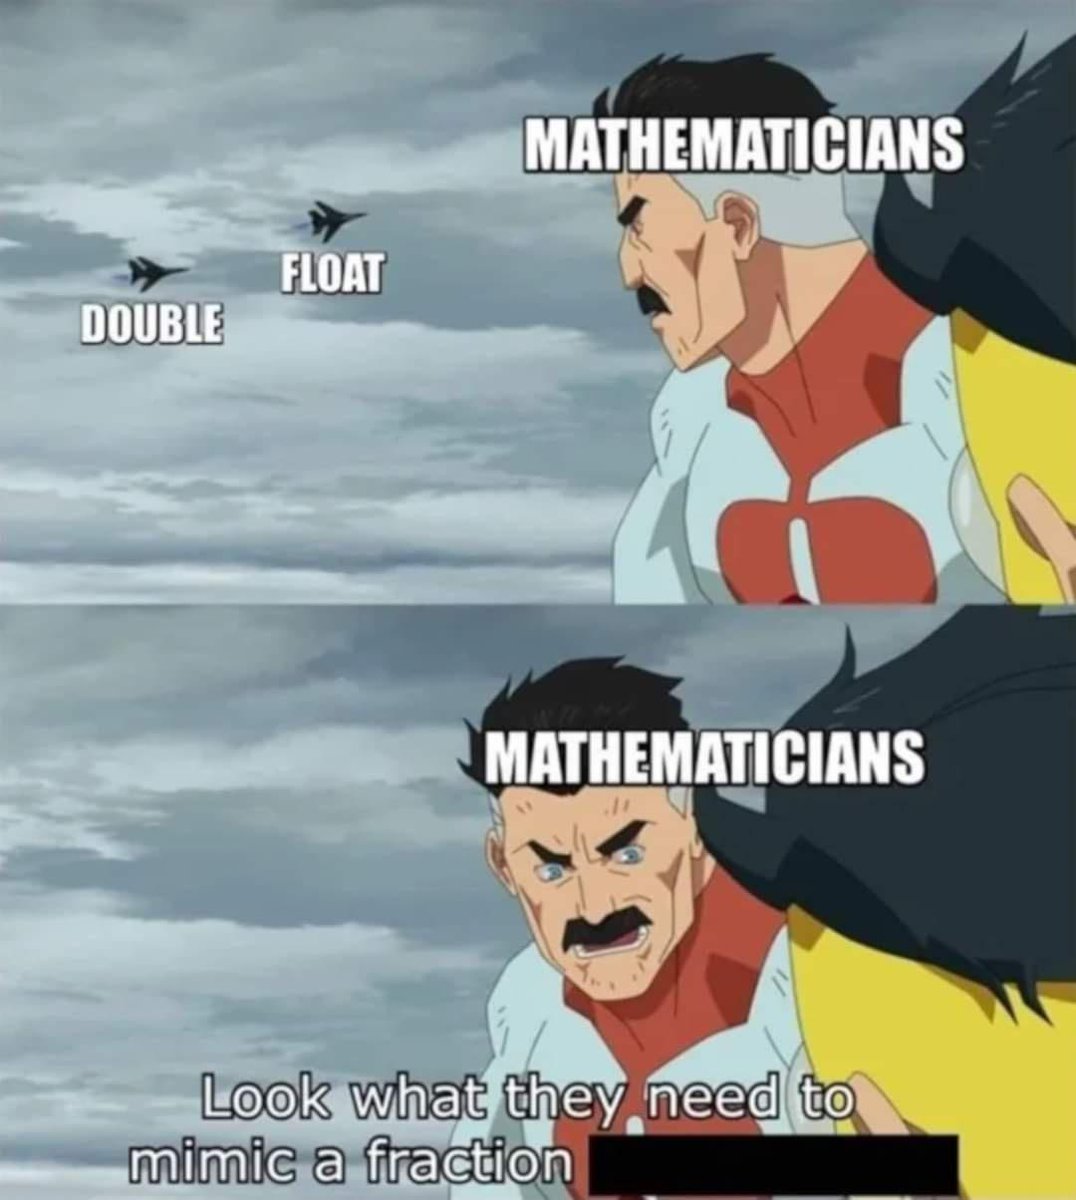 MATHEMATICIANS
FLOAT
DOUBLE
MATHEMATICIANS
Look what they need to
mimic a fraction